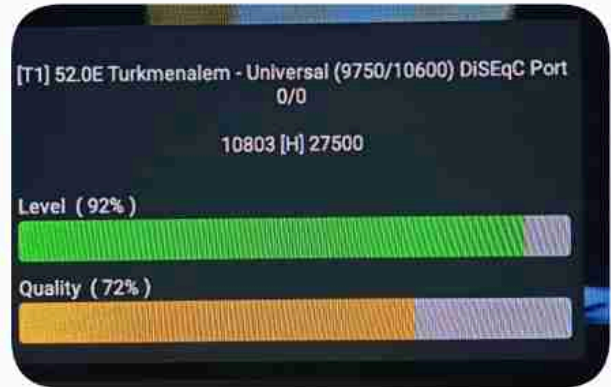 [T1] 52.0E Turkmenalem - Universal (9750/10600) DiSEqC Port
0/0
10803 [H] 27500
Level ( 92% )
Quality ( 72% )